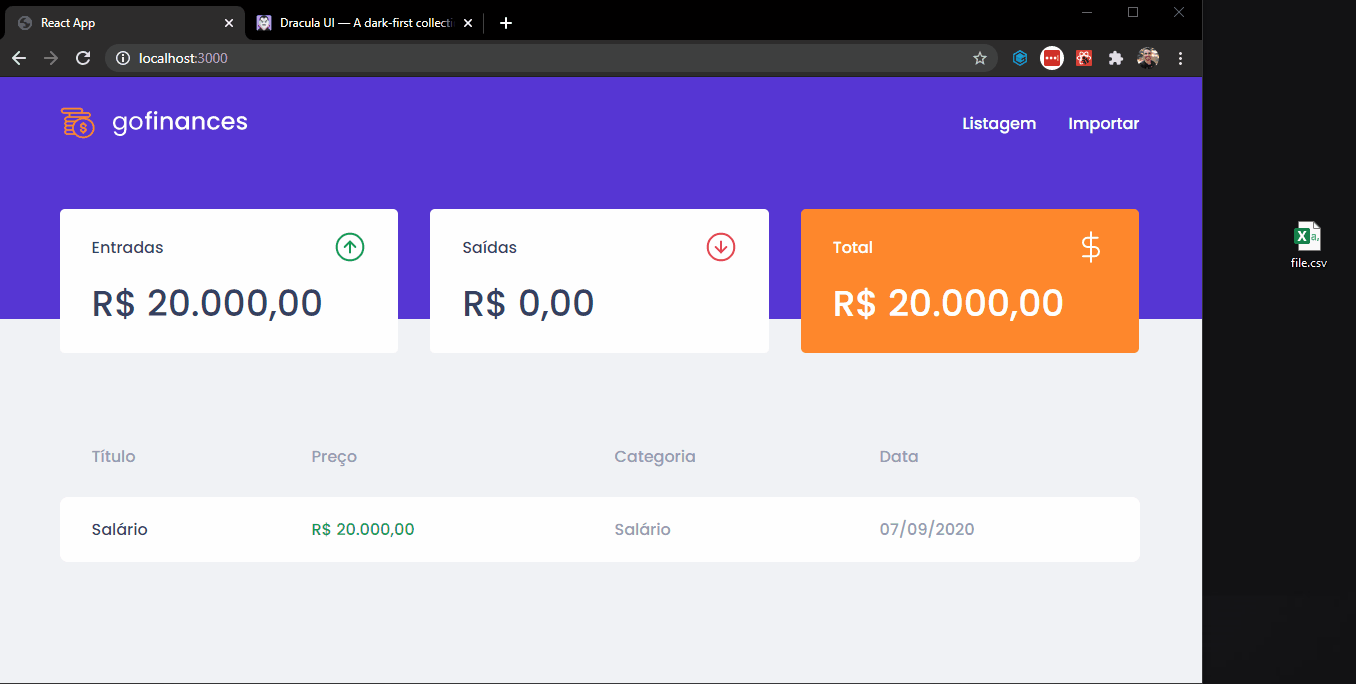 React App
Dracula UI — A dark-first collecti
localhost:3000
gofinances
Listagem Importar
Entradas
R$ 20.000,00
Saídas
R$ 0,00
Total
$
R$ 20.000,00
Título Preço Categoria Data
Salário R$ 20.000,00 Salário 07/09/2020
file.csv